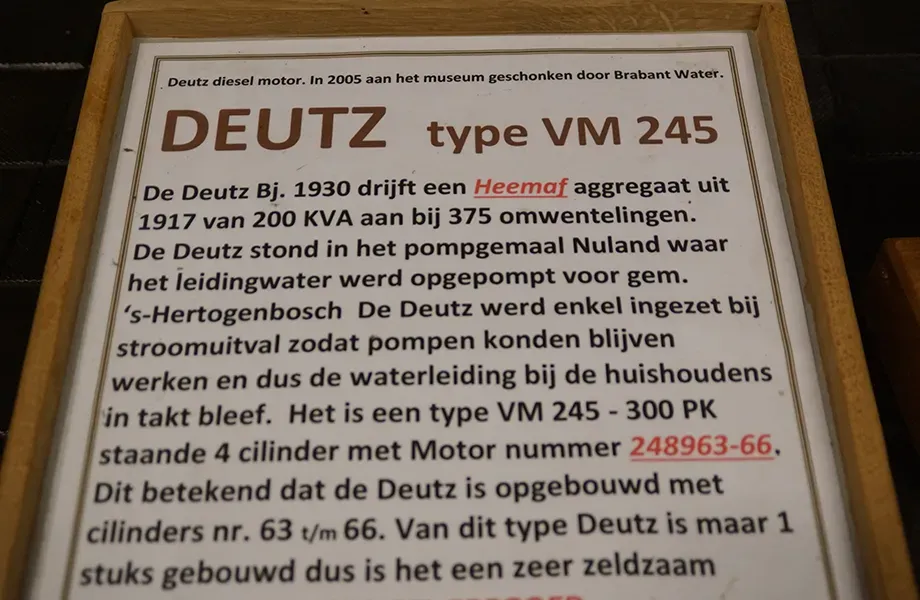 Deutz diesel motor. In 2005 aan het museum geschonken door Brabant Water.
DEUTZ type VM 245
De Deutz Bj. 1930 drijft een Heemaf aggregaat uit
1917 van 200 KVA aan bij 375 omwentelingen.
De Deutz stond in het pompgemaal Nuland waar
het leidingwater werd opgepompt voor gem.
‘s-Hertogenbosch De Deutz werd enkel ingezet bij
stroomuitval zodat pompen konden blijven
werken en dus de waterleiding bij de huishoudens
in takt bleef. Het is een type VM 245 - 300 PK
staande 4 cilinder met Motor nummer 248963-66.
Dit betekend dat de Deutz is opgebouwd met
cilinders nr. 63 t/m 66. Van dit type Deutz is maar 1
stuks gebouwd dus is het een zeer zeldzaam